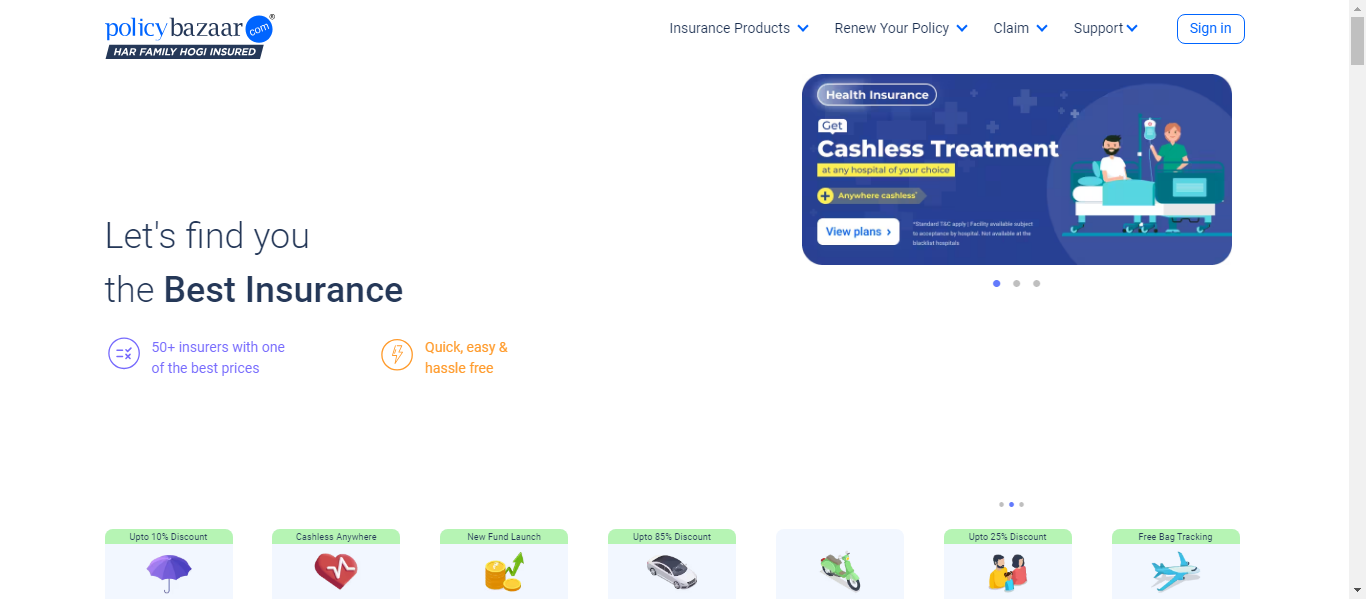 policybazaar.com®
HAR FAMILY HOGI INSURED
Insurance Products
Renew Your Policy
Claim
Support
Sign in
Health Insurance
Get
Cashless Treatment
at any hospital of your choice
Anywhere cashless*
View plans ›
*Standard T&C apply | Facility available subject
to acceptance by hospital. Not available at the
blacklist hospitals.
Let's find you
the Best Insurance
50+ insurers with one
of the best prices
Quick, easy &
hassle free
Upto 10% Discount
Cashless Anywhere
New Fund Launch
Upto 85% Discount
Upto 25% Discount
Free Bag Tracking